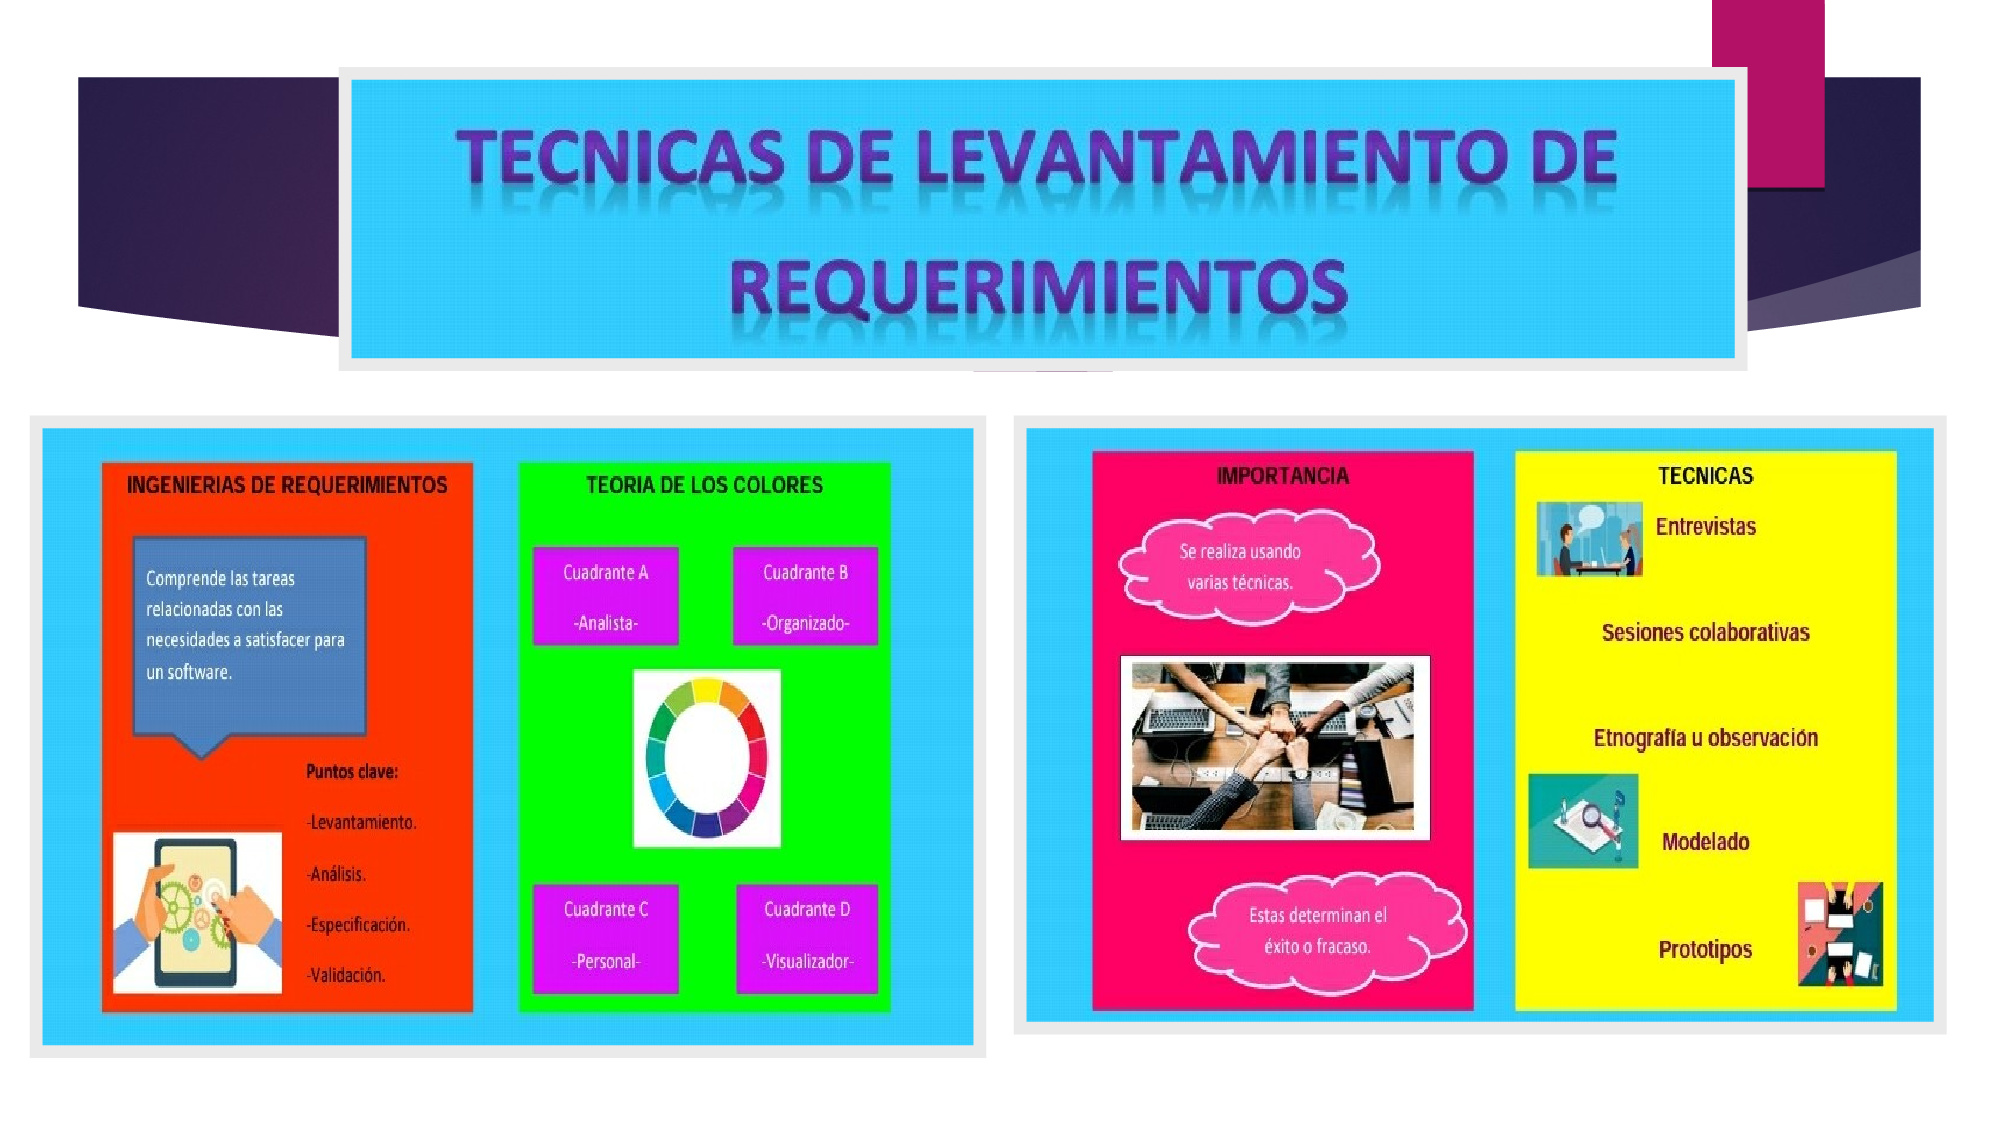 TECNICAS DE LEVANTAMIENTO DE
REQUERIMIENTOS
INGENIERIAS DE REQUERIMIENTOS
Comprende las tareas
relacionadas con las
necesidades a satisfacer para
un software.
Puntos clave:
-Levantamiento.
-Análisis.
-Especificación.
-Validación.
TEORIA DE LOS COLORES
Cuadrante A
-Analista-
Cuadrante B
-Organizado-
Cuadrante C
-Personal-
Cuadrante D
-Visualizador-
IMPORTANCIA
Se realiza usando
varias técnicas.
Estas determinan el
éxito o fracaso.
TECNICAS
Entrevistas
Sesiones colaborativas
Etnografía u observación
Modelado
Prototipos